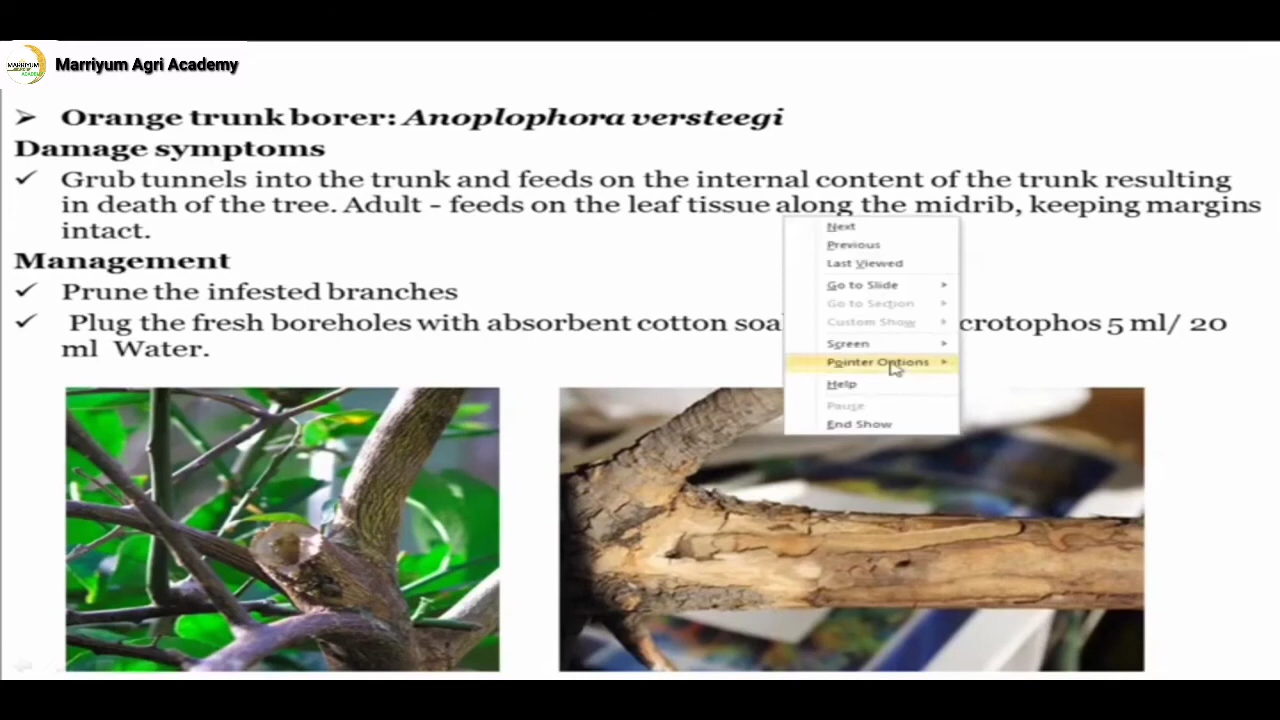 MARRIYUM
ACADEMY
Marriyum Agri Academy
➢ Orange trunk borer: Anoplophora versteegi
Damage symptoms
✓ Grub tunnels into the trunk and feeds on the internal content of the trunk resulting
in death of the tree. Adult - feeds on the leaf tissue along the midrib, keeping margins
intact.
Management
✓ Prune the infested branches
✓ Plug the fresh boreholes with absorbent cotton soa crotophos 5 ml/ 20
ml Water.
Next
Previous
Last Viewed
Go to Slide
Go to Section
Custom Show
Screen
Pointer Options
Help
Pause
End Show